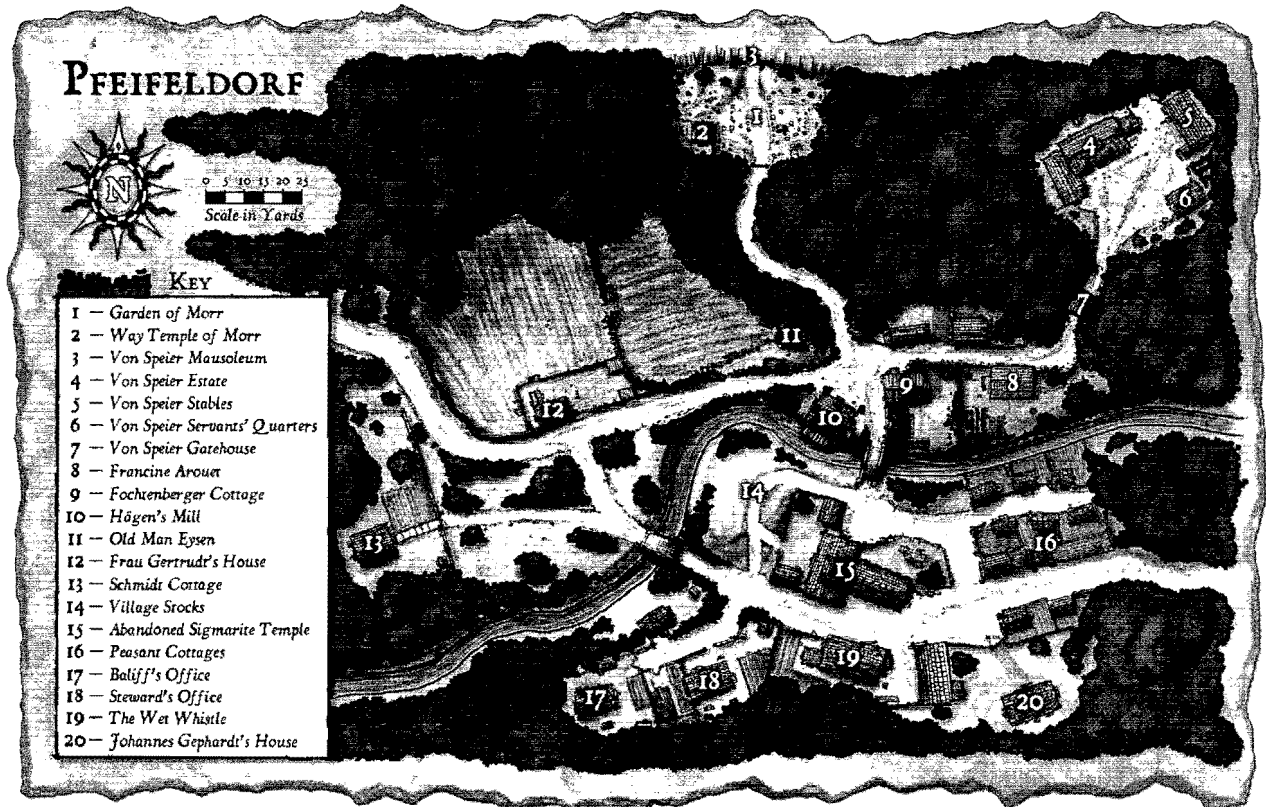 PFEIFELDORF
N
0 5 10 15 20 25
Scale in Yards
KEY
1 – Garden of Morr
2 – Way Temple of Morr
3 – Von Speier Mausoleum
4 – Von Speier Estate
5 – Von Speier Stables
6 – Von Speier Servants' Quarters
7 – Von Speier Gatehouse
8 – Francine Arouet
9 – Fochtenberger Cottage
10 – Högen's Mill
11 – Old Man Eysen
12 – Frau Gertrudt's House
13 – Schmidt Cottage
14 – Village Stocks
15 – Abandoned Sigmarite Temple
16 – Peasant Cottages
17 – Baliff's Office
18 – Steward's Office
19 – The Wet Whistle
20 – Johannes Gephardt's House
3
1
2
5
4
6
7
11
9
8
12
10
14
13
16
15
19
18
17
20